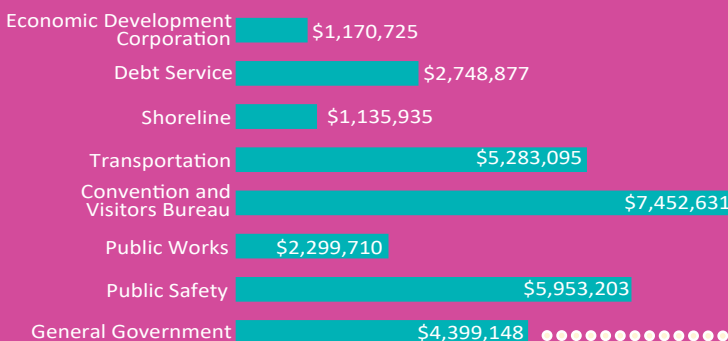 Economic Development
Corporation
$1,170,725
Debt Service
$2,748,877
Shoreline
$1,135,935
Transportation
$5,283,095
Convention and
Visitors Bureau
$7,452,631
Public Works
$2,299,710
Public Safety
$5,953,203
General Government
$4,399,148